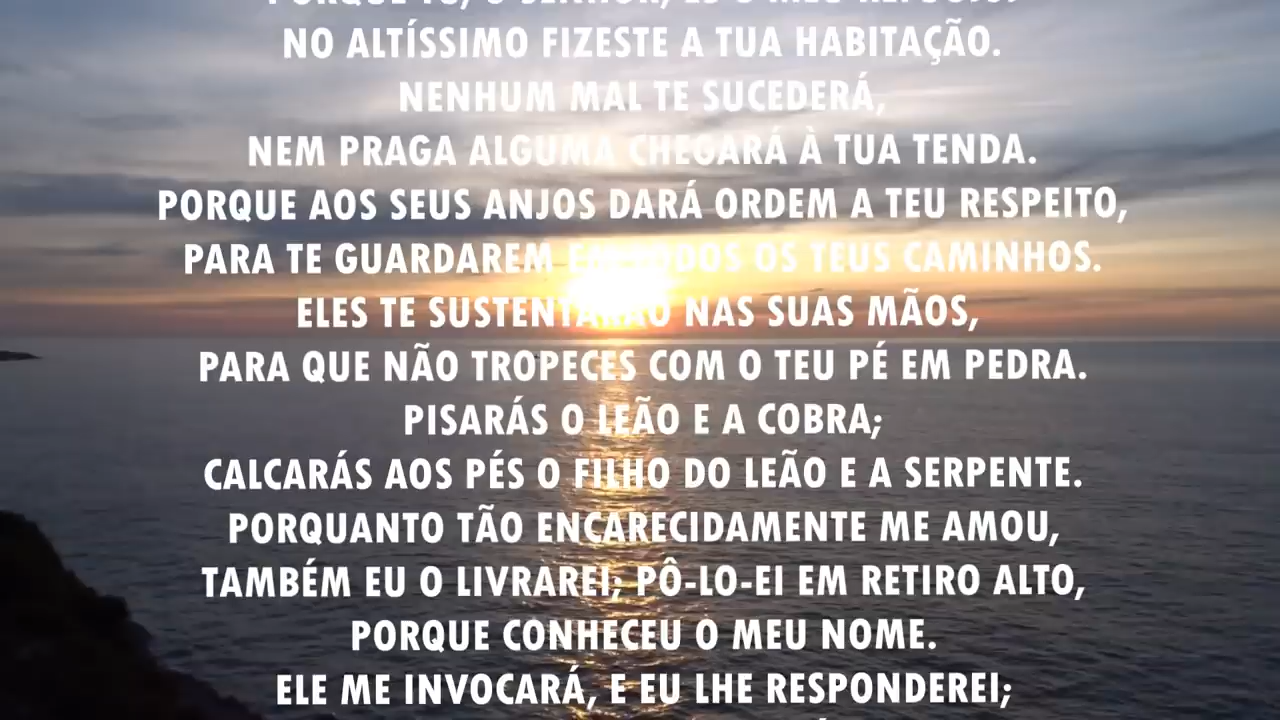 NO ALTÍSSIMO FIZESTE A TUA HABITAÇÃO.
NENHUM MAL TE SUCEDERÁ,
NEM PRAGA ALGUMA CHEGARÁ À TUA TENDA.
PORQUE AOS SEUS ANJOS DARÁ ORDEM A TEU RESPEITO,
PARA TE GUARDAREM EM TODOS OS TEUS CAMINHOS.
ELES TE SUSTENTARÃO NAS SUAS MÃOS,
PARA QUE NÃO TROPECES COM O TEU PÉ EM PEDRA.
PISARÁS O LEÃO E A COBRA;
CALCARÁS AOS PÉS O FILHO DO LEÃO E A SERPENTE.
PORQUANTO TÃO ENCARECIDAMENTE ME AMOU,
TAMBÉM EU O LIVRAREI; PÔ-LO-EI EM RETIRO ALTO,
PORQUE CONHECEU O MEU NOME.
ELE ME INVOCARÁ, E EU LHE RESPONDEREI;